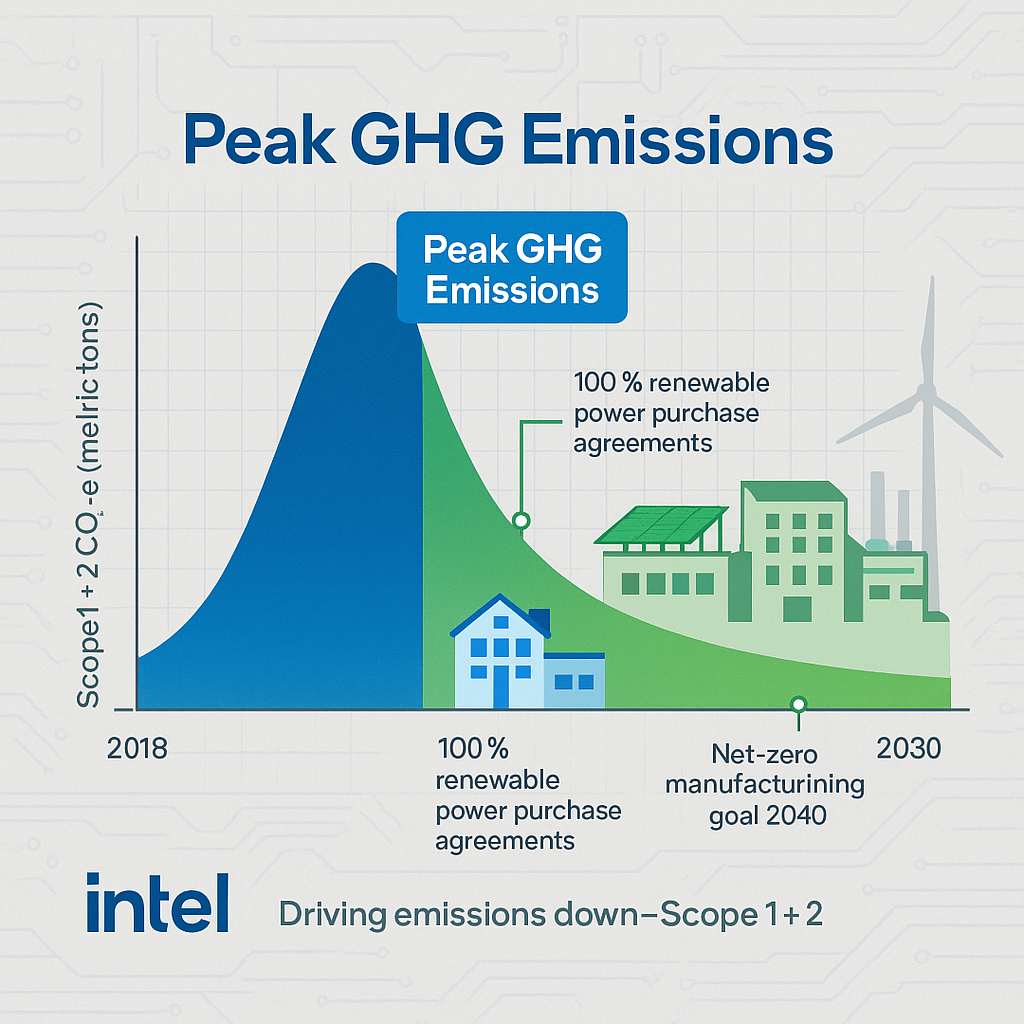 Peak GHG Emissions
Peak GHG
Emissions
100 % renewable
power purchase
agreements
Scope1 + 2 CO₂-e (melric tons)
2018
100 %
renewable
power purchase
agreements
Net-zero
manufacturining
goal 2040
2030
intel
Driving emissions down–Scope 1 + 2